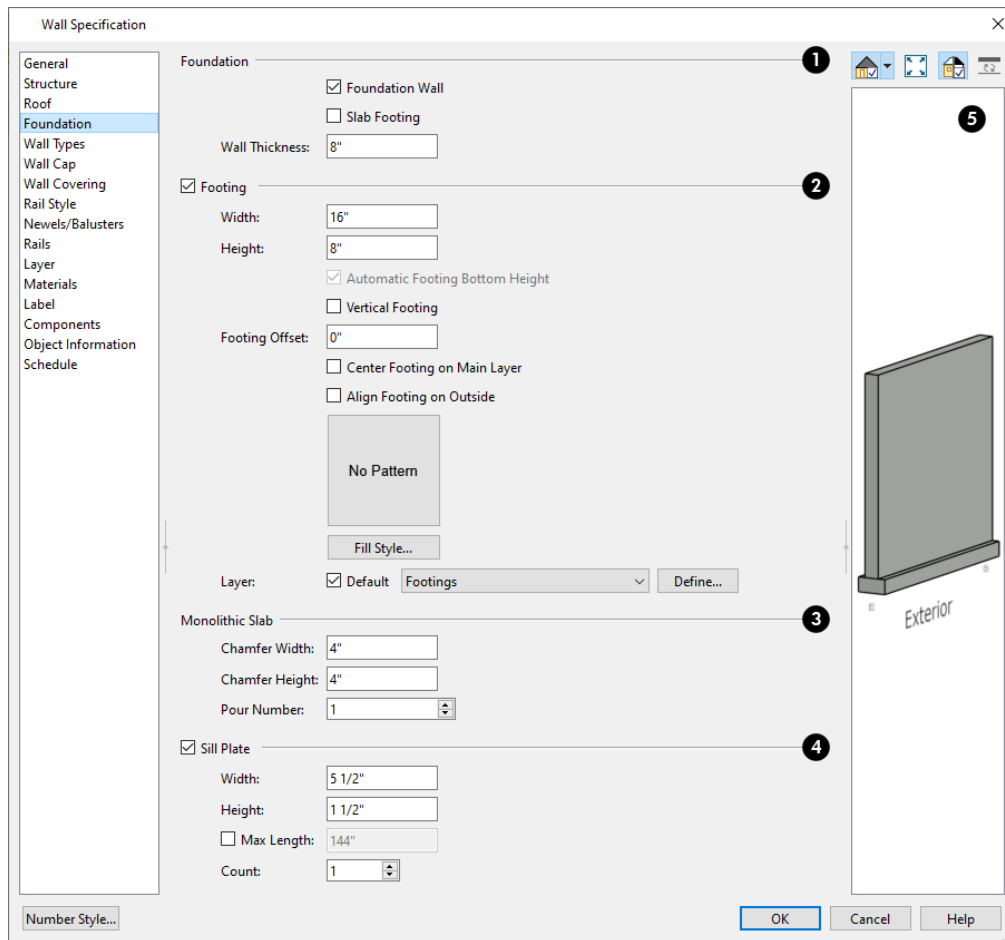 Wall Specification
General
Structure
Roof
Foundation
Wall Types
Wall Cap
Wall Covering
Rail Style
Newels/Balusters
Rails
Layer
Materials
Label
Components
Object Information
Schedule
Foundation 1
Foundation Wall
Slab Footing
Wall Thickness: 8"
Footing 2
Width: 16"
Height: 8"
Automatic Footing Bottom Height
Vertical Footing
Footing Offset: 0"
Center Footing on Main Layer
Align Footing on Outside
No Pattern
Fill Style...
Layer: Default Footings Define...
Monolithic Slab 3
Chamfer Width: 4"
Chamfer Height: 4"
Pour Number: 1
Sill Plate 4
Width: 5 1/2"
Height: 1 1/2"
Max Length: 144"
Count: 1
5
Exterior
Number Style...
OK Cancel Help